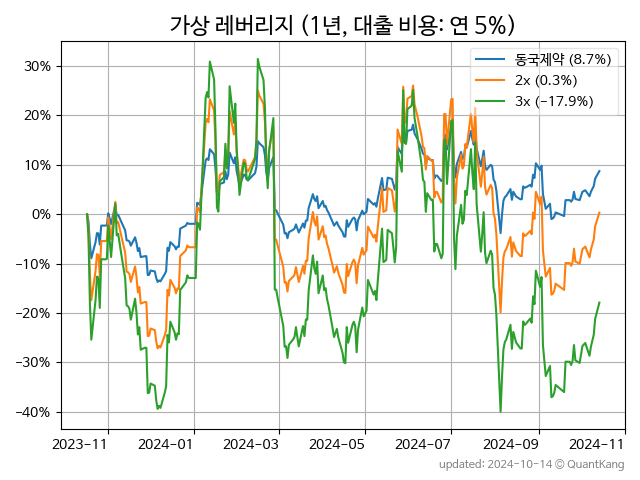 가상 레버리지 (1년, 대출 비용: 연 5%)
동국제약 (8.7%)
2x (0.3%)
3x (−17.9%)
30%
20%
10%
0%
−10%
−20%
−30%
−40%
2023-11 2024-01 2024-03 2024-05 2024-07 2024-09 2024-11
updated: 2024-10-14 © QuantKang